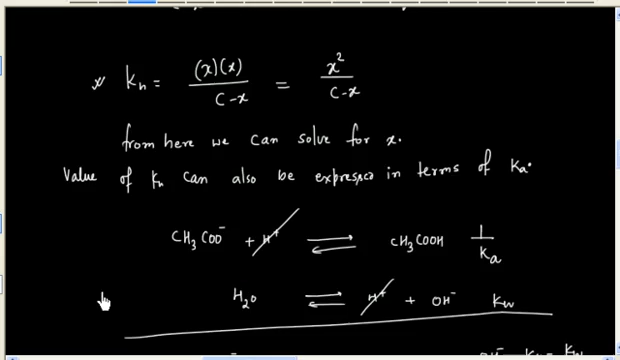 * Kh = (x)(x) / C-x = x² / C-x
from here we can solve for x.
Value of Kh can also be expressed in terms of Ka.
CH₃COO⁻ + H⁺ ⇌ CH₃COOH 1/Ka
H₂O ⇌ H⁺ + OH⁻ Kw